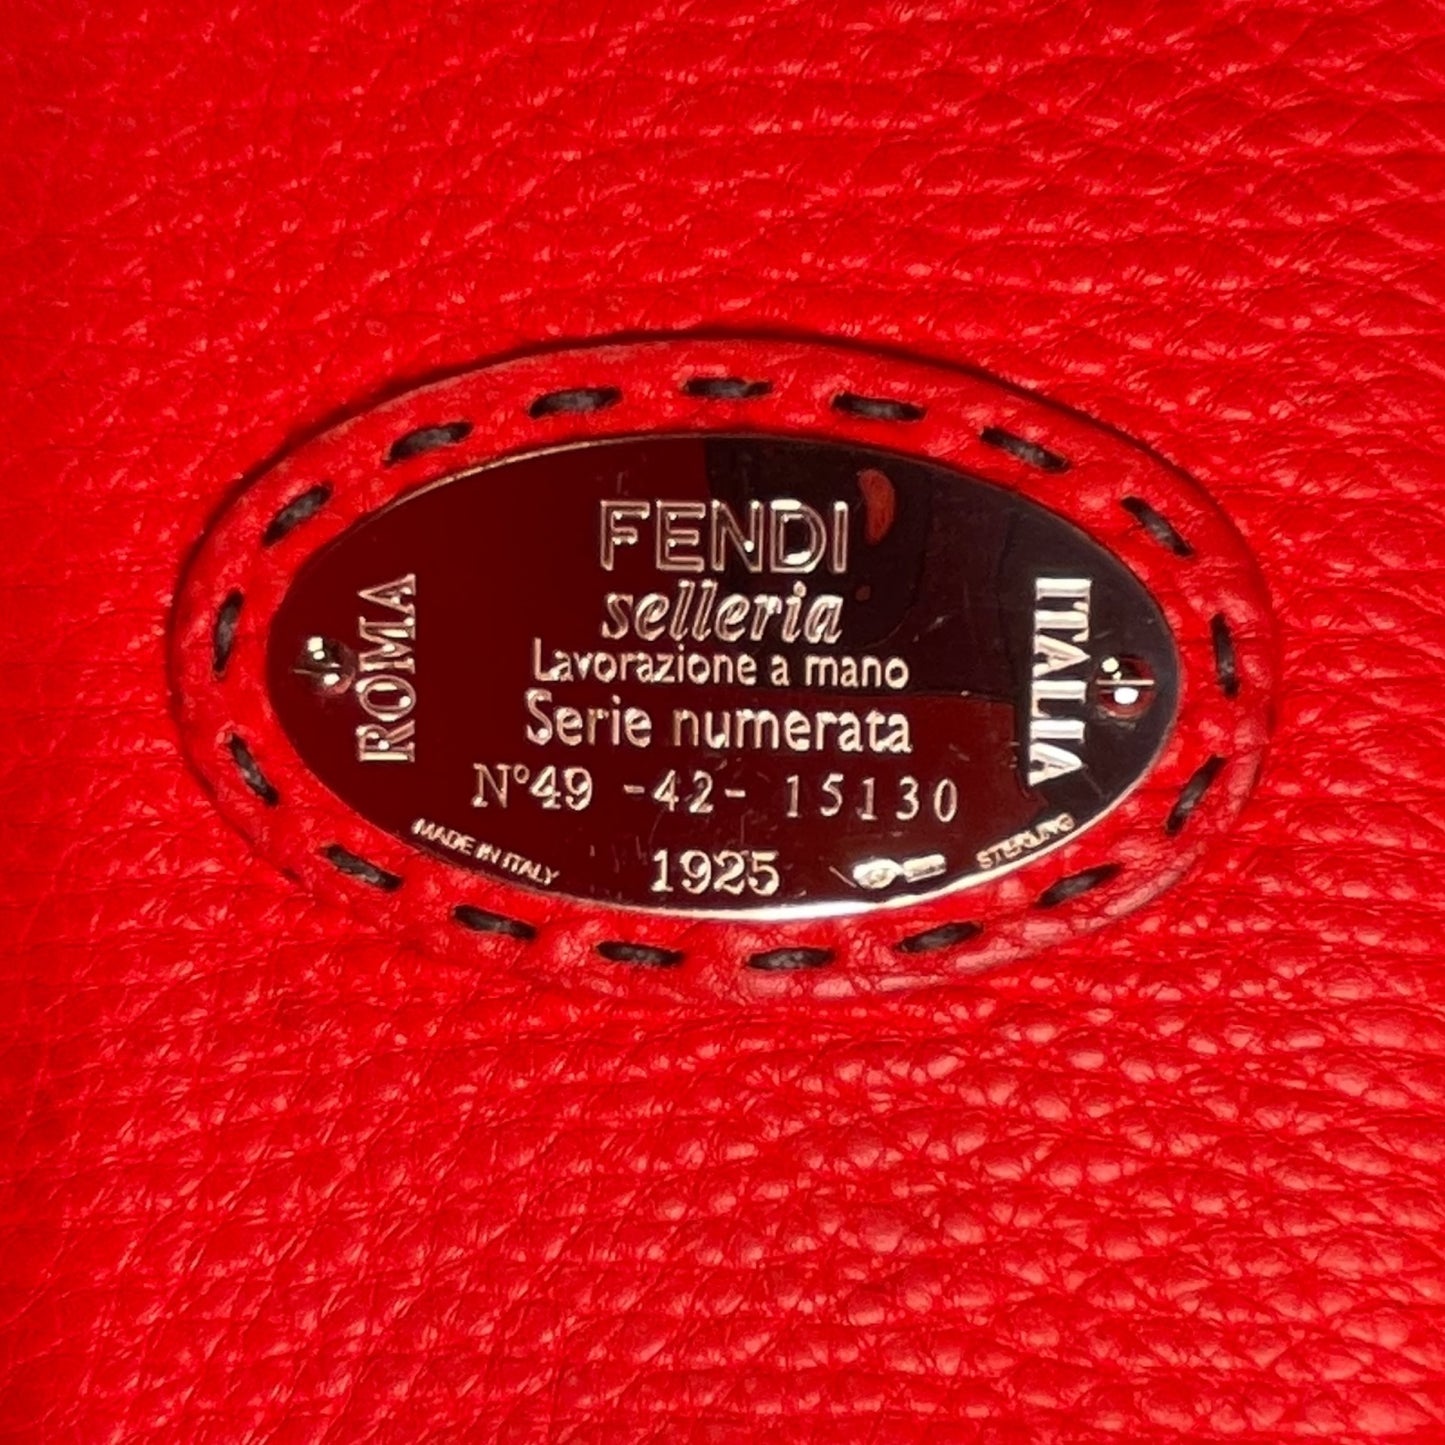 FENDI
selleria
Lavorazione a mano
Serie numerata
N°49 -42- 15130
1925
ROMA
ITALIA
MADE IN ITALY
STERLING